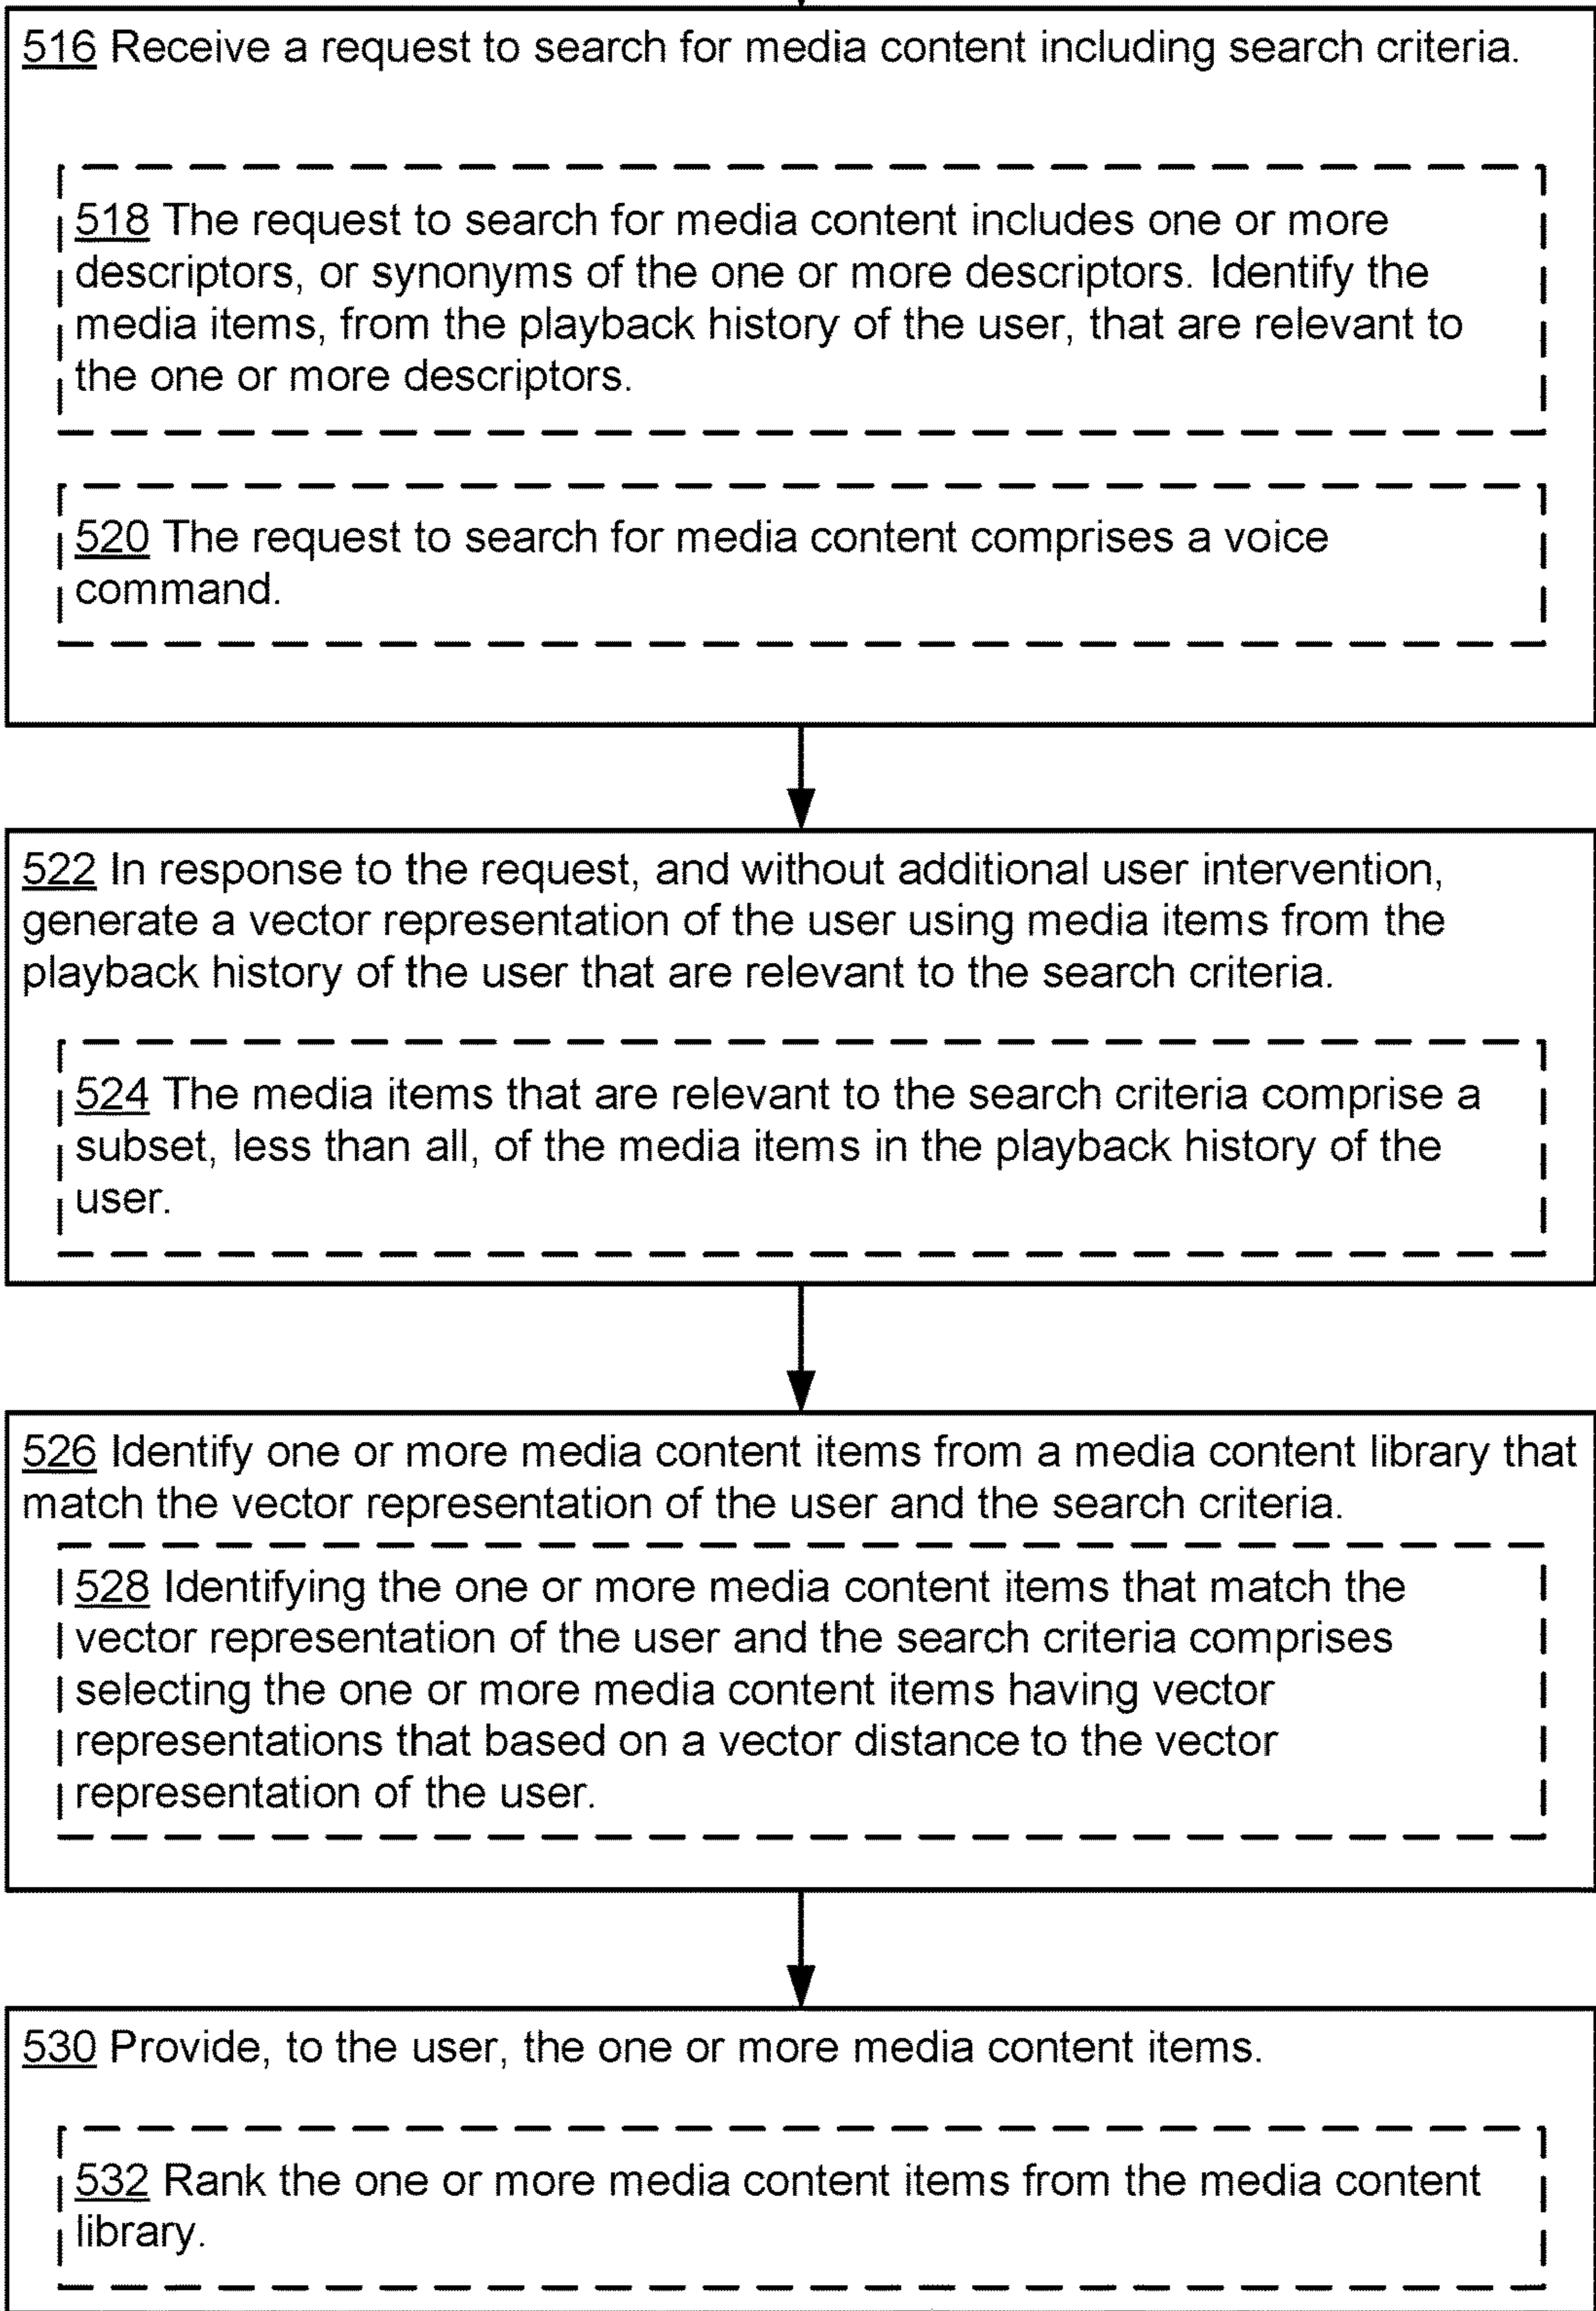 516 Receive a request to search for media content including search criteria.
518 The request to search for media content includes one or more
descriptors, or synonyms of the one or more descriptors. Identify the
media items, from the playback history of the user, that are relevant to
the one or more descriptors.
520 The request to search for media content comprises a voice
command.
522 In response to the request, and without additional user intervention,
generate a vector representation of the user using media items from the
playback history of the user that are relevant to the search criteria.
524 The media items that are relevant to the search criteria comprise a
subset, less than all, of the media items in the playback history of the
user.
526 Identify one or more media content items from a media content library that
match the vector representation of the user and the search criteria.
528 Identifying the one or more media content items that match the
vector representation of the user and the search criteria comprises
selecting the one or more media content items having vector
representations that based on a vector distance to the vector
representation of the user.
530 Provide, to the user, the one or more media content items.
532 Rank the one or more media content items from the media content
library.